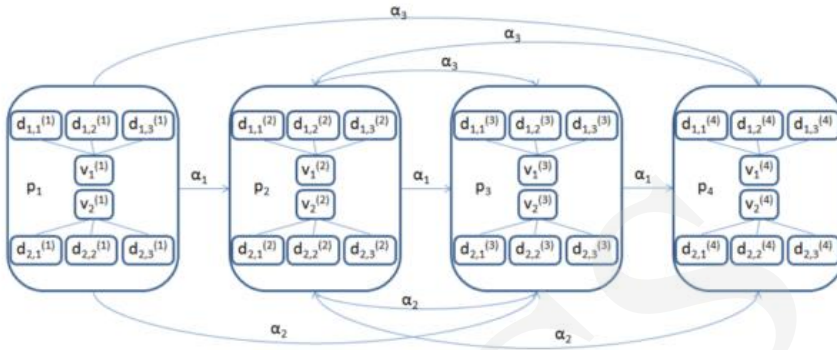 α₃
α₃
α₃
d₁,₁⁽¹⁾ d₁,₂⁽¹⁾ d₁,₃⁽¹⁾ d₁,₁⁽²⁾ d₁,₂⁽²⁾ d₁,₃⁽²⁾ d₁,₁⁽³⁾ d₁,₂⁽³⁾ d₁,₃⁽³⁾ d₁,₁⁽⁴⁾ d₁,₂⁽⁴⁾ d₁,₃⁽⁴⁾
v₁⁽¹⁾ v₁⁽²⁾ v₁⁽³⁾ v₁⁽⁴⁾
p₁ α₁ p₂ α₁ p₃ α₁ p₄
v₂⁽¹⁾ v₂⁽²⁾ v₂⁽³⁾ v₂⁽⁴⁾
d₂,₁⁽¹⁾ d₂,₂⁽¹⁾ d₂,₃⁽¹⁾ d₂,₁⁽²⁾ d₂,₂⁽²⁾ d₂,₃⁽²⁾ d₂,₁⁽³⁾ d₂,₂⁽³⁾ d₂,₃⁽³⁾ d₂,₁⁽⁴⁾ d₂,₂⁽⁴⁾ d₂,₃⁽⁴⁾
α₂
α₂ α₂